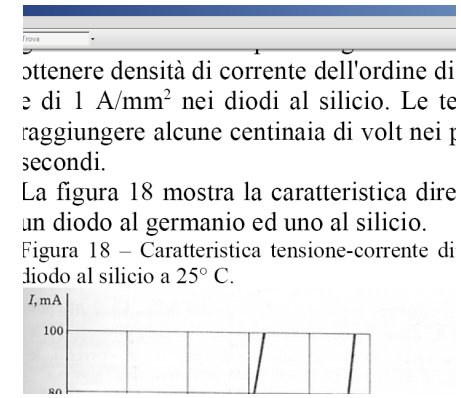 Trova
ottenere densità di corrente dell'ordine di
e di 1 A/mm² nei diodi al silicio. Le te
raggiungere alcune centinaia di volt nei p
secondi.
La figura 18 mostra la caratteristica dire
un diodo al germanio ed uno al silicio.
Figura 18 – Caratteristica tensione-corrente di
diodo al silicio a 25° C.
I, mA
100
80